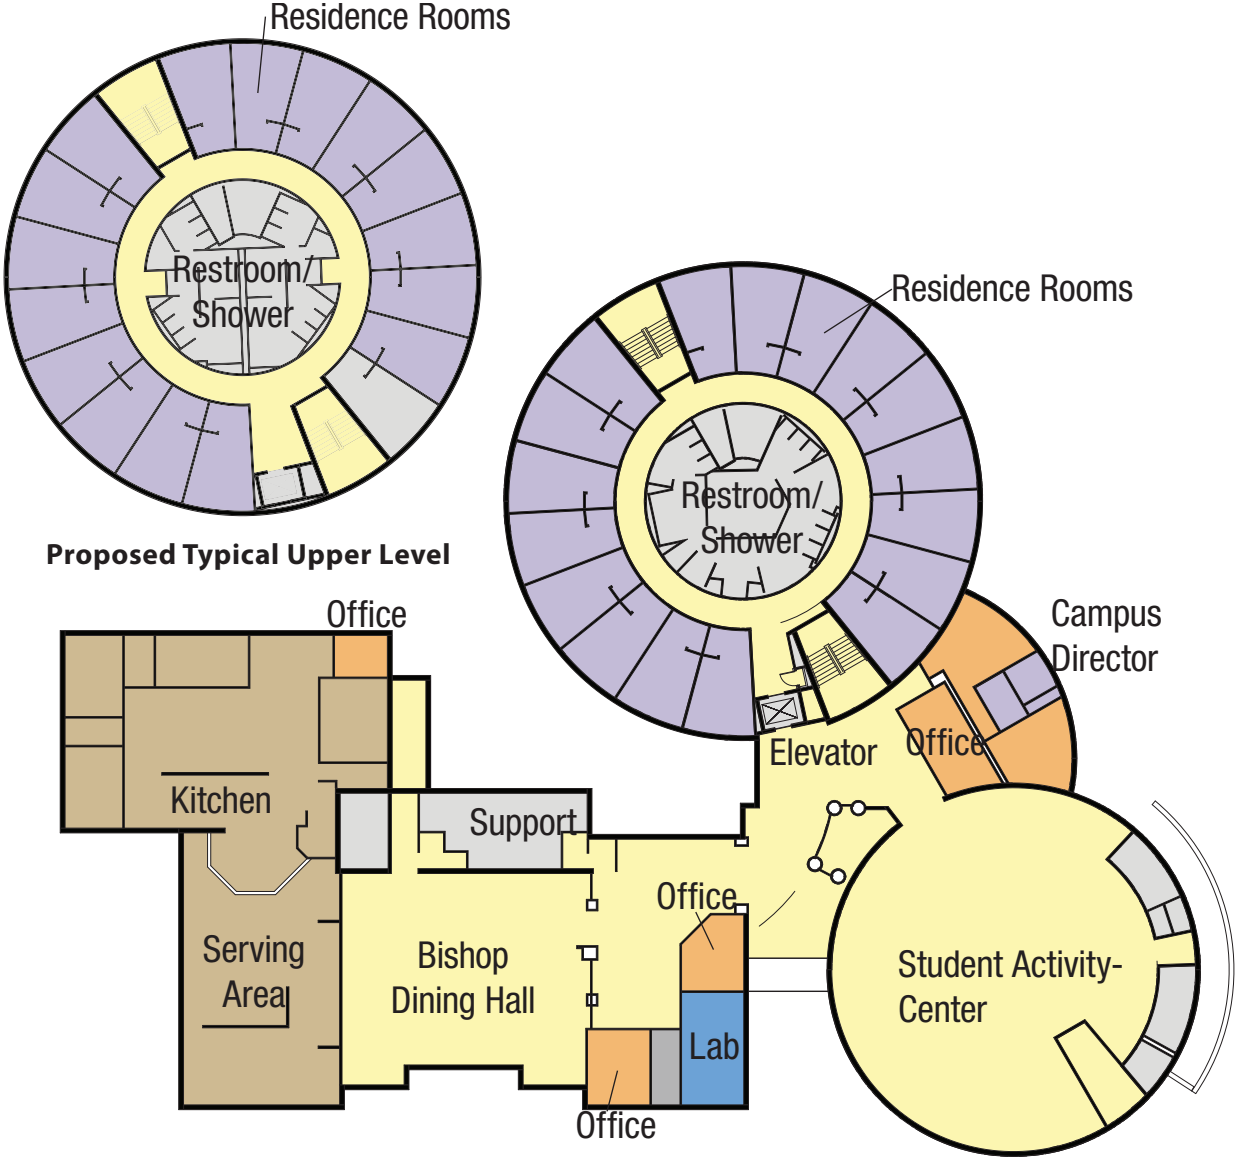 Residence Rooms
Restroom/
Shower
Proposed Typical Upper Level
Residence Rooms
Restroom/
Shower
Office
Campus
Director
Office
Elevator
Kitchen
Support
Office
Serving
Area
Bishop
Dining Hall
Student Activity-
Center
Lab
Office